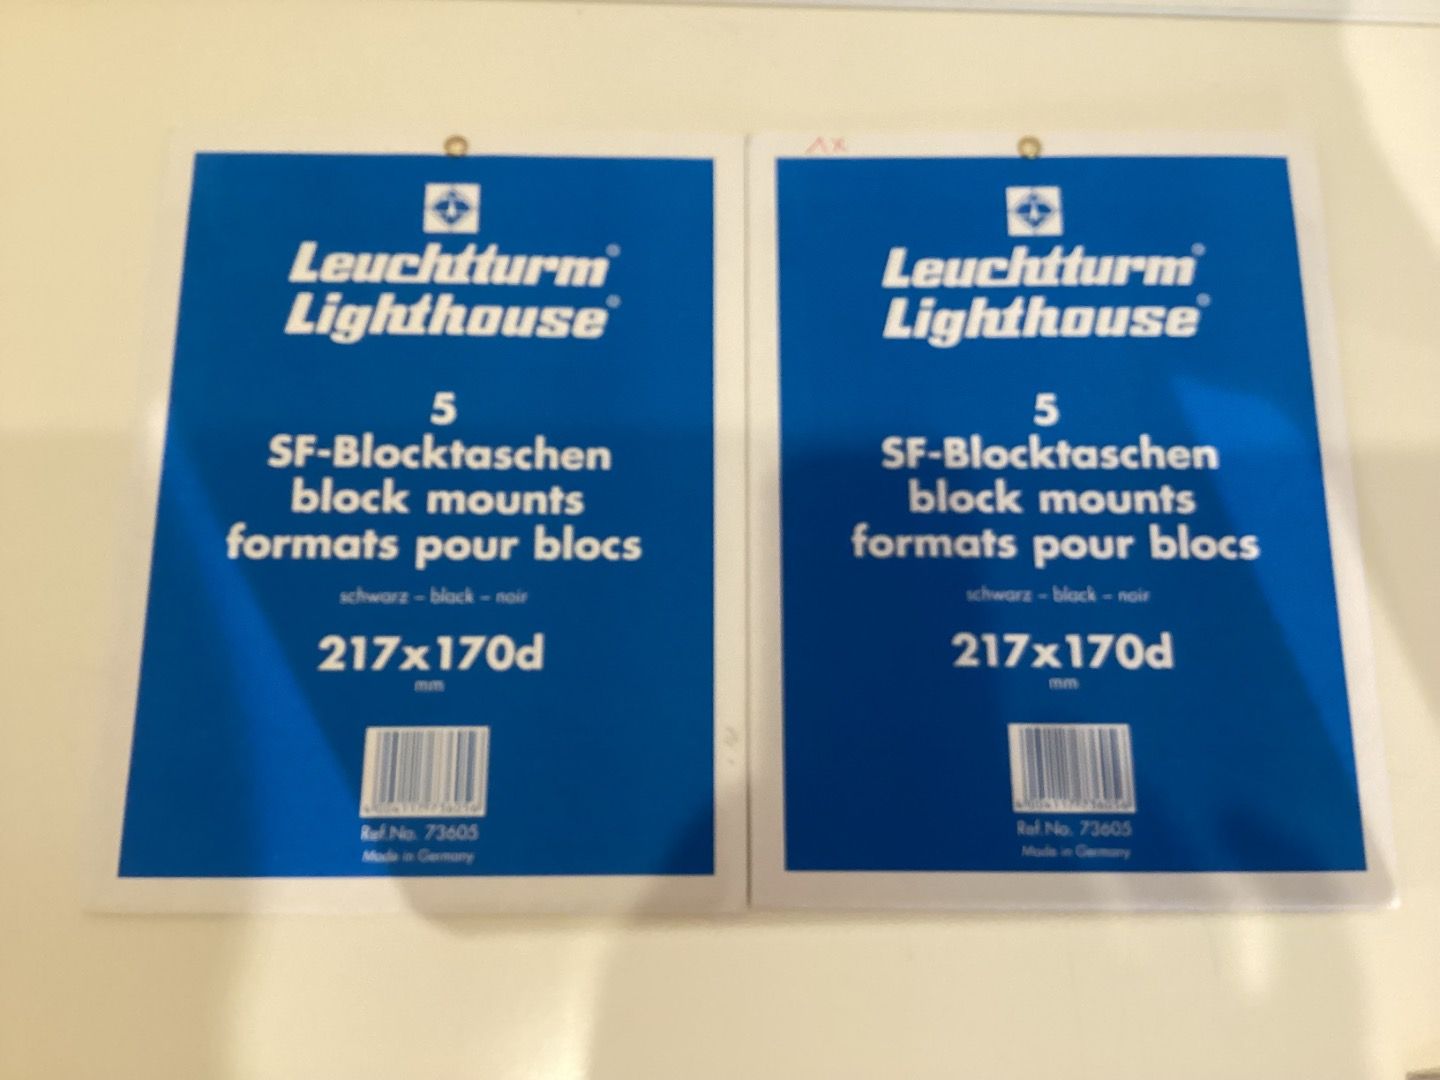 Leuchtturm®
Lighthouse®
5
SF-Blocktaschen
block mounts
formats pour blocs
schwarz – black – noir
217x170d
mm
Ref.No. 73605
Made in Germany
1x
Leuchtturm®
Lighthouse®
5
SF-Blocktaschen
block mounts
formats pour blocs
schwarz – black – noir
217x170d
mm
Ref.No. 73605
Made in Germany